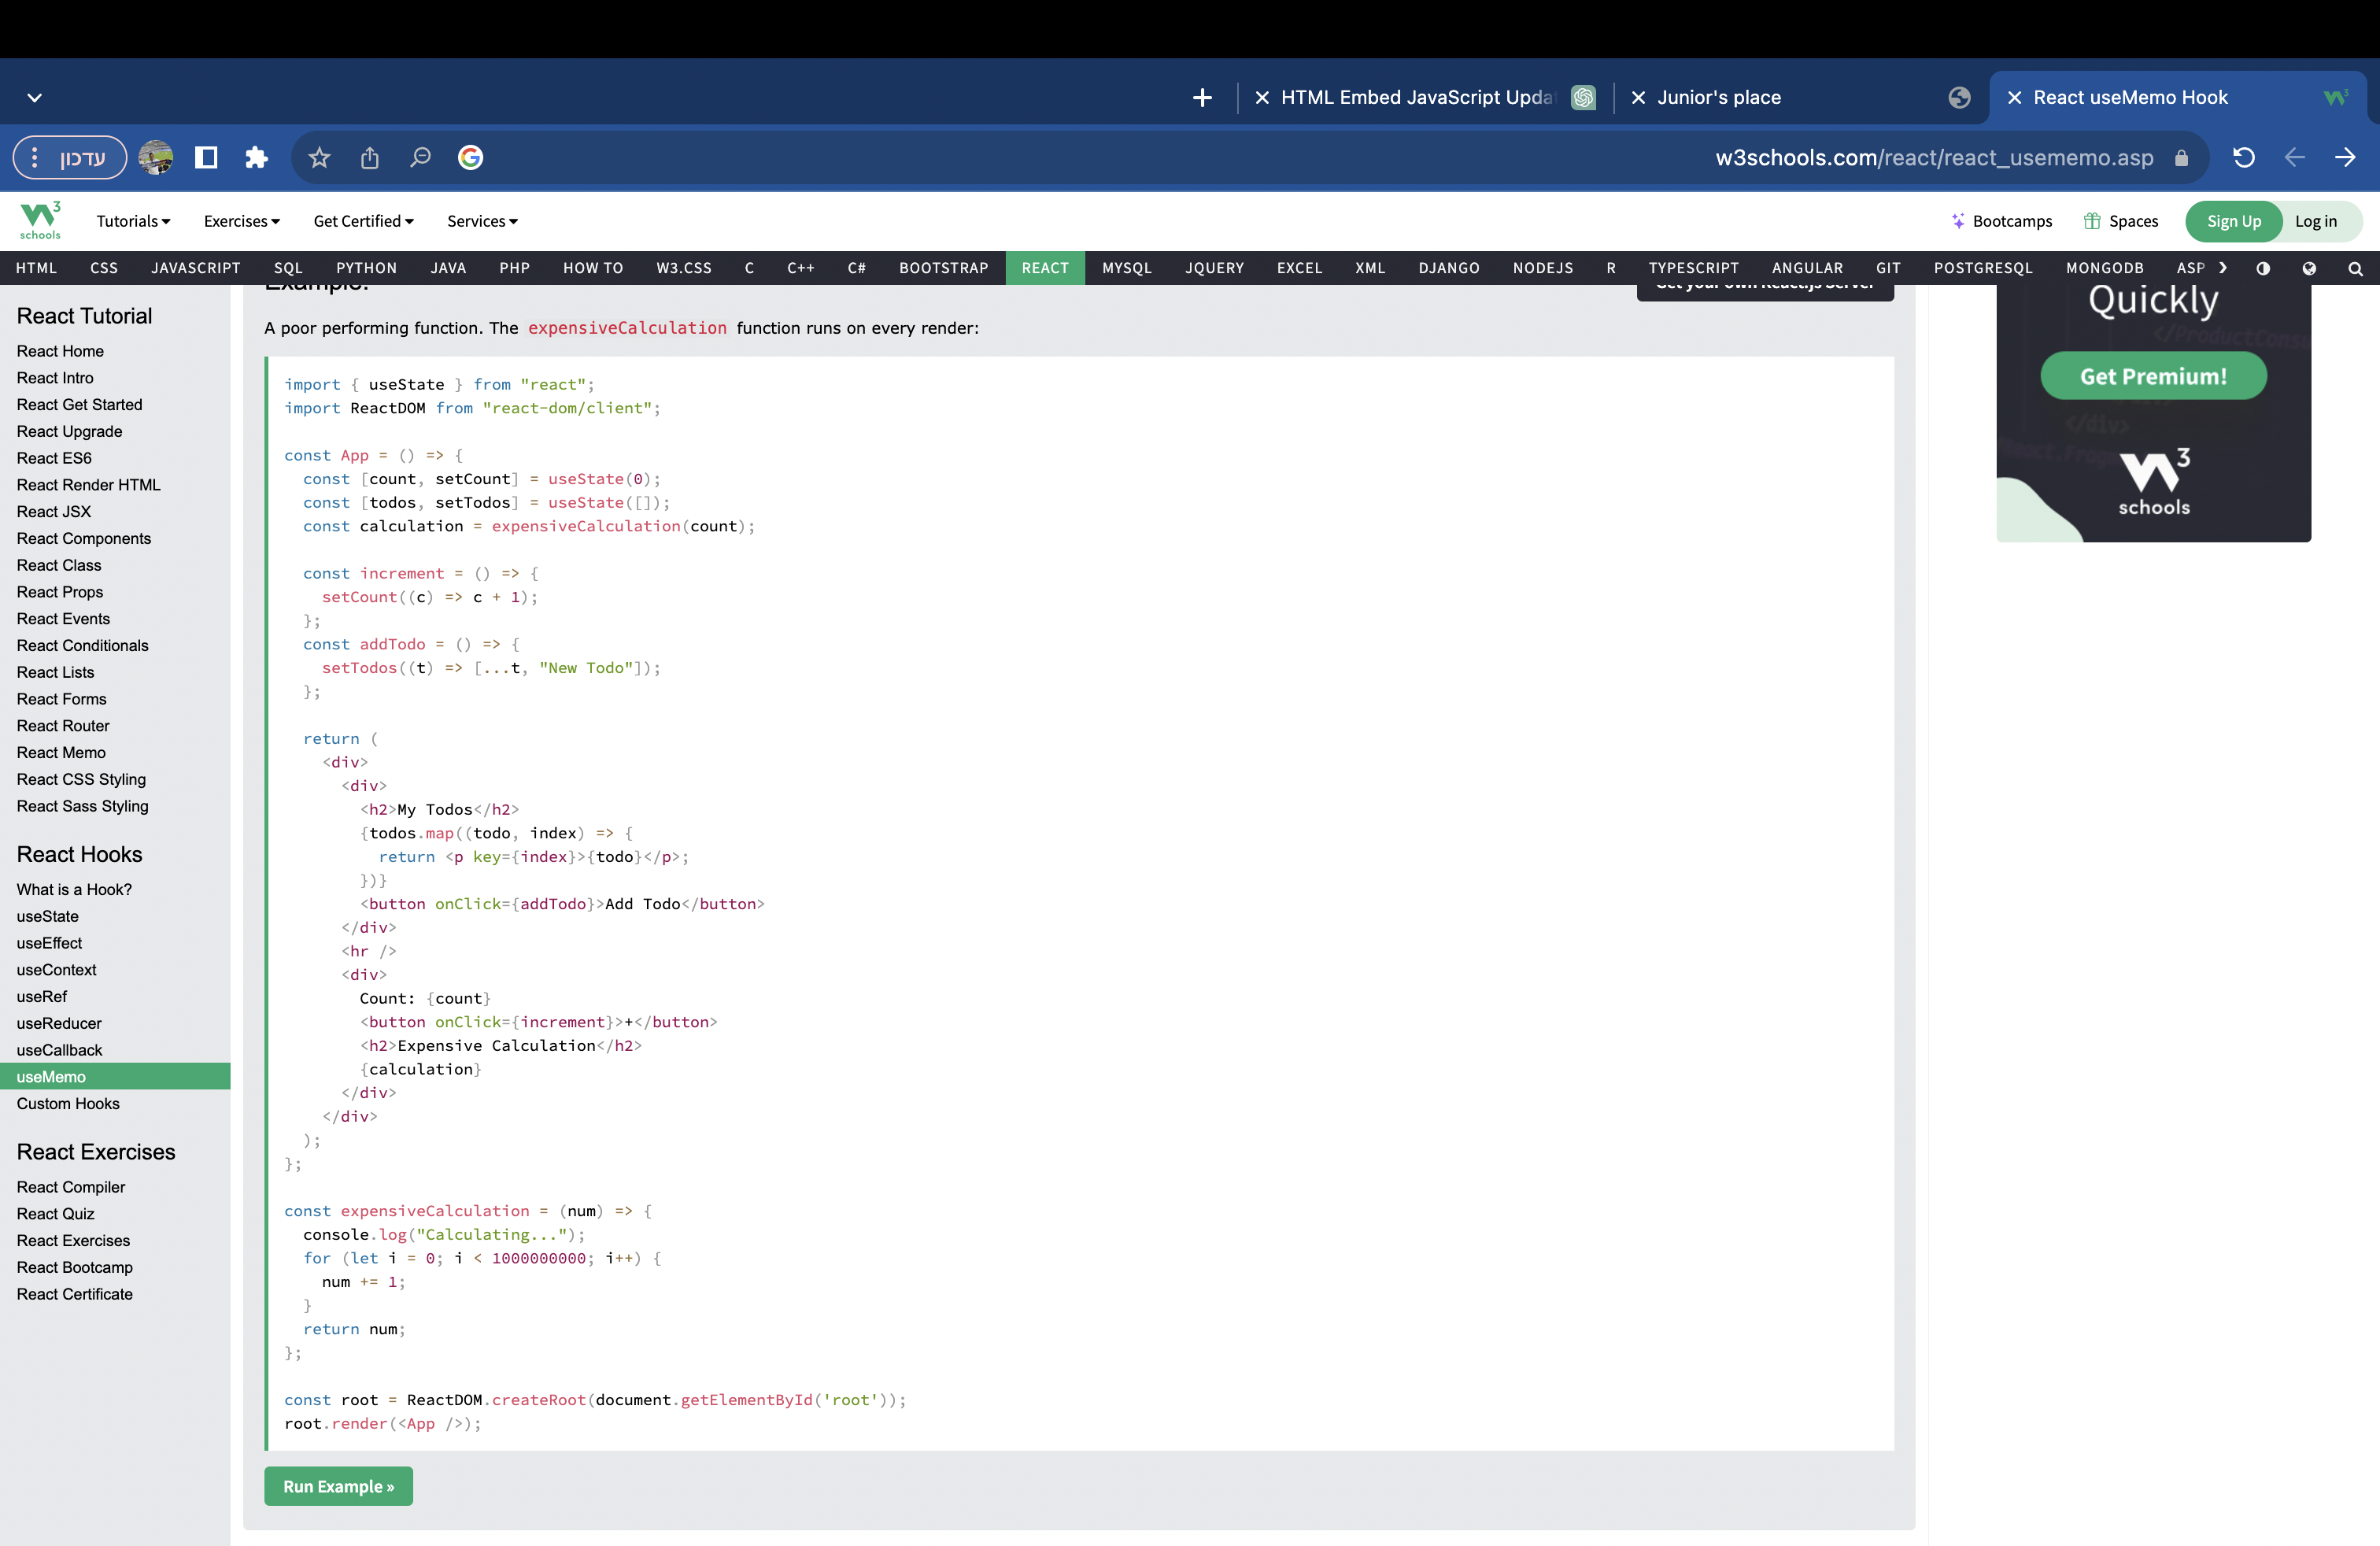 HTML Embed JavaScript Upda
Junior's place
React useMemo Hook
עדכון
w3schools.com/react/react_usememo.asp
3
schools
Tutorials
Exercises
Get Certified
Services
Bootcamps
Spaces
Sign Up
Log in
HTML CSS JAVASCRIPT SQL PYTHON JAVA PHP HOW TO W3.CSS C C++ C# BOOTSTRAP REACT MYSQL JQUERY EXCEL XML DJANGO NODEJS R TYPESCRIPT ANGULAR GIT POSTGRESQL MONGODB ASP
React Tutorial
React Home
React Intro
React Get Started
React Upgrade
React ES6
React Render HTML
React JSX
React Components
React Class
React Props
React Events
React Conditionals
React Lists
React Forms
React Router
React Memo
React CSS Styling
React Sass Styling
React Hooks
What is a Hook?
useState
useEffect
useContext
useRef
useReducer
useCallback
useMemo
Custom Hooks
React Exercises
React Compiler
React Quiz
React Exercises
React Bootcamp
React Certificate
Example:
Get your own React.js Server
A poor performing function. The expensiveCalculation function runs on every render:
import { useState } from "react";
import ReactDOM from "react-dom/client";
const App = () => {
const [count, setCount] = useState(0);
const [todos, setTodos] = useState([]);
const calculation = expensiveCalculation(count);
const increment = () => {
setCount((c) => c + 1);
};
const addTodo = () => {
setTodos((t) => [...t, "New Todo"]);
};
return (
<div>
<div>
<h2>My Todos</h2>
{todos.map((todo, index) => {
return <p key={index}>{todo}</p>;
})}
<button onClick={addTodo}>Add Todo</button>
</div>
<hr />
<div>
Count: {count}
<button onClick={increment}>+</button>
<h2>Expensive Calculation</h2>
{calculation}
</div>
</div>
);
};
const expensiveCalculation = (num) => {
console.log("Calculating...");
for (let i = 0; i < 1000000000; i++) {
num += 1;
}
return num;
};
const root = ReactDOM.createRoot(document.getElementById('root'));
root.render(<App />);
Run Example »
Quickly
Get Premium!
</div>
3
schools